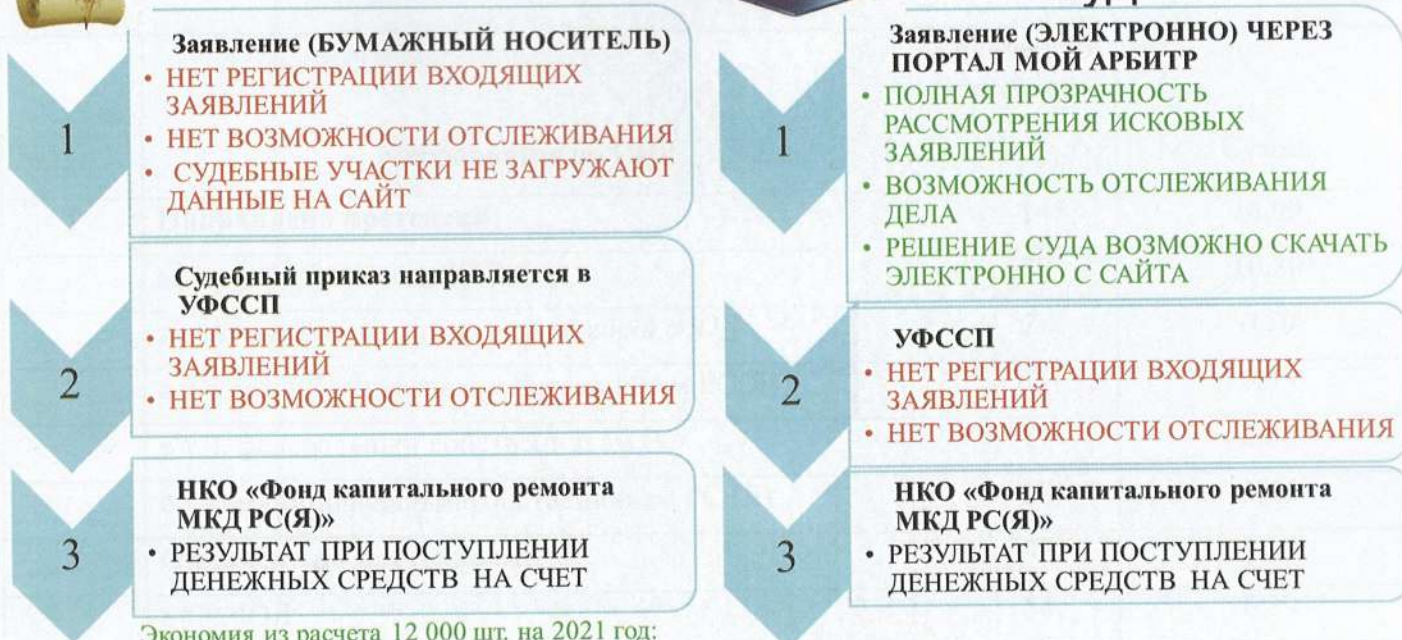 Заявление (БУМАЖНЫЙ НОСИТЕЛЬ)
• НЕТ РЕГИСТРАЦИИ ВХОДЯЩИХ
ЗАЯВЛЕНИЙ
• НЕТ ВОЗМОЖНОСТИ ОТСЛЕЖИВАНИЯ
• СУДЕБНЫЕ УЧАСТКИ НЕ ЗАГРУЖАЮТ
ДАННЫЕ НА САЙТ
1
Судебный приказ направляется в
УФССП
• НЕТ РЕГИСТРАЦИИ ВХОДЯЩИХ
ЗАЯВЛЕНИЙ
• НЕТ ВОЗМОЖНОСТИ ОТСЛЕЖИВАНИЯ
2
НКО «Фонд капитального ремонта
МКД РС(Я)»
• РЕЗУЛЬТАТ ПРИ ПОСТУПЛЕНИИ
ДЕНЕЖНЫХ СРЕДСТВ НА СЧЕТ
3
Экономия из расчета 12 000 шт. на 2021 год:
Заявление (ЭЛЕКТРОННО) ЧЕРЕЗ
ПОРТАЛ МОЙ АРБИТР
• ПОЛНАЯ ПРОЗРАЧНОСТЬ
РАССМОТРЕНИЯ ИСКОВЫХ
ЗАЯВЛЕНИЙ
• ВОЗМОЖНОСТЬ ОТСЛЕЖИВАНИЯ
ДЕЛА
• РЕШЕНИЕ СУДА ВОЗМОЖНО СКАЧАТЬ
ЭЛЕКТРОННО С САЙТА
1
УФССП
• НЕТ РЕГИСТРАЦИИ ВХОДЯЩИХ
ЗАЯВЛЕНИЙ
• НЕТ ВОЗМОЖНОСТИ ОТСЛЕЖИВАНИЯ
2
НКО «Фонд капитального ремонта
МКД РС(Я)»
• РЕЗУЛЬТАТ ПРИ ПОСТУПЛЕНИИ
ДЕНЕЖНЫХ СРЕДСТВ НА СЧЕТ
3